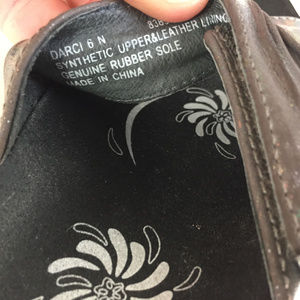 DARCI 6 N
SYNTHETIC UPPER&LEATHER LINING
GENUINE RUBBER SOLE
MADE IN CHINA